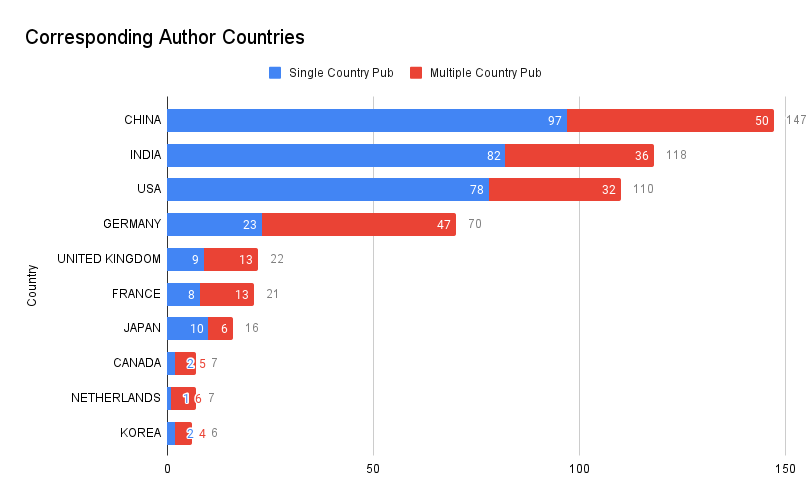 Corresponding Author Countries
Single Country Pub Multiple Country Pub
CHINA 97 50 147
INDIA 82 36 118
USA 78 32 110
GERMANY 23 47 70
UNITED KINGDOM 9 13 22
FRANCE 8 13 21
JAPAN 10 6 16
CANADA 2 5 7
NETHERLANDS 1 6 7
KOREA 2 4 6
Country
0 50 100 150